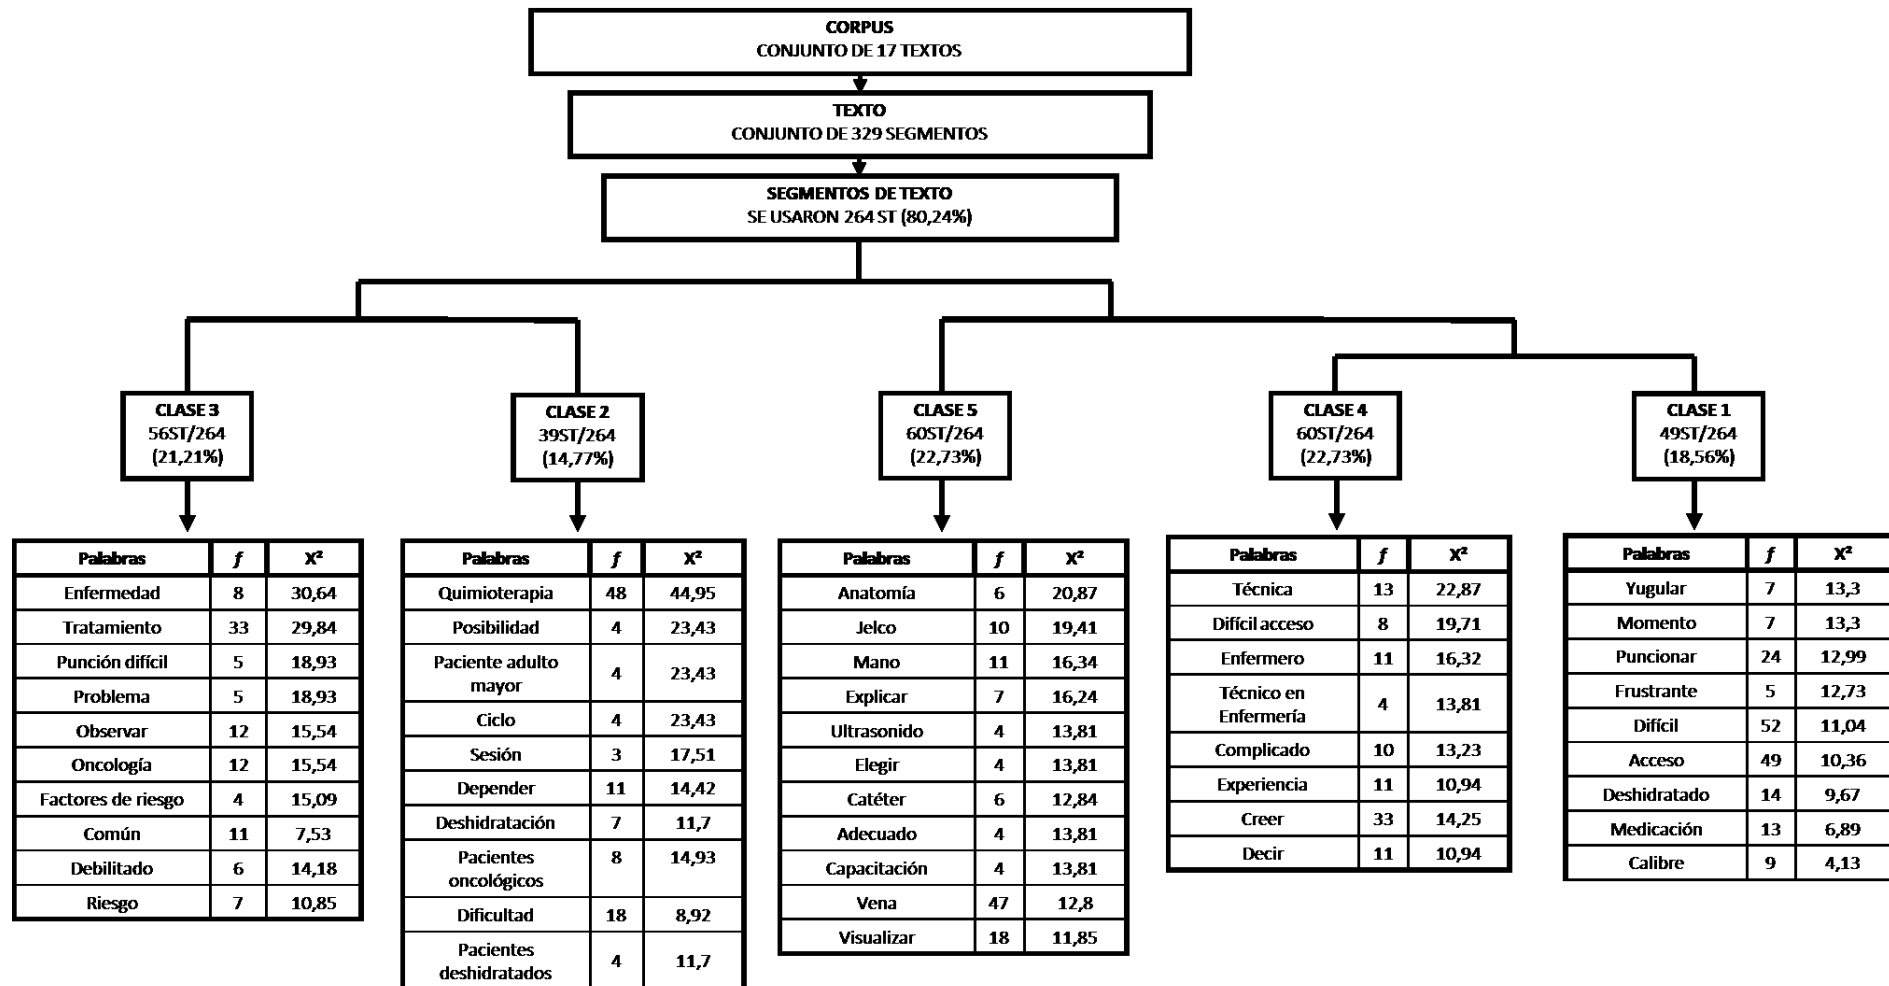 CORPUS
CONJUNTO DE 17 TEXTOS
TEXTO
CONJUNTO DE 329 SEGMENTOS
SEGMENTOS DE TEXTO
SE USARON 264 ST (80,24%)
CLASE 3
56ST/264
(21,21%)
CLASE 2
39ST/264
(14,77%)
CLASE 5
60ST/264
(22,73%)
CLASE 4
60ST/264
(22,73%)
CLASE 1
49ST/264
(18,56%)
Palabras f X²
Enfermedad 8 30,64
Tratamiento 33 29,84
Punción difícil 5 18,93
Problema 5 18,93
Observar 12 15,54
Oncología 12 15,54
Factores de riesgo 4 15,09
Común 11 7,53
Debilitado 6 14,18
Riesgo 7 10,85
Palabras f X²
Quimioterapia 48 44,95
Posibilidad 4 23,43
Paciente adulto
mayor 4 23,43
Ciclo 4 23,43
Sesión 3 17,51
Depender 11 14,42
Deshidratación 7 11,7
Pacientes 8 14,93
oncológicos
Dificultad 18 8,92
Pacientes
deshidratados 4 11,7
Palabras f X²
Anatomía 6 20,87
Jelco 10 19,41
Mano 11 16,34
Explicar 7 16,24
Ultrasonido 4 13,81
Elegir 4 13,81
Catéter 6 12,84
Adecuado 4 13,81
Capacitación 4 13,81
Vena 47 12,8
Visualizar 18 11,85
Palabras f X²
Técnica 13 22,87
Difícil acceso 8 19,71
Enfermero 11 16,32
Técnico en
Enfermería 4 13,81
Complicado 10 13,23
Experiencia 11 10,94
Creer 33 14,25
Decir 11 10,94
Palabras f X²
Yugular 7 13,3
Momento 7 13,3
Puncionar 24 12,99
Frustrante 5 12,73
Difícil 52 11,04
Acceso 49 10,36
Deshidratado 14 9,67
Medicación 13 6,89
Calibre 9 4,13